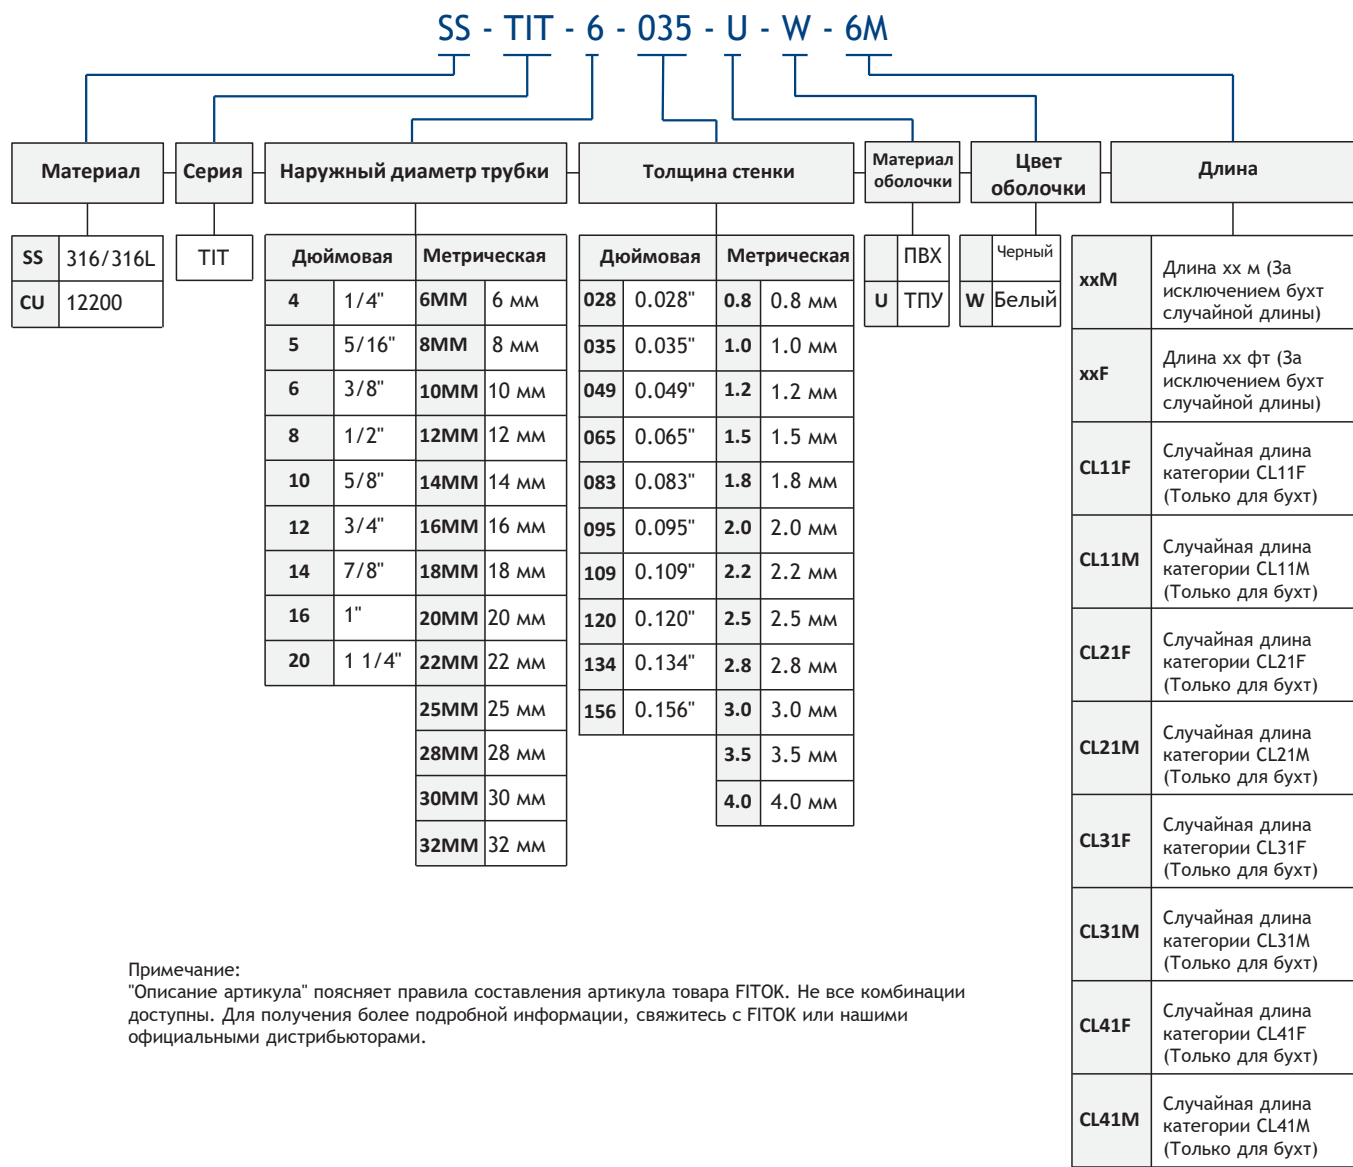 SS - TIT - 6 - 035 - U - W - 6M
Материал
Серия
Наружный диаметр трубки
Толщина стенки
Материал
оболочки
Цвет
оболочки
Длина
SS 316/316L
CU 12200
TIT
Дюймовая Метрическая
4 1/4" 6ММ 6 мм
5 5/16" 8ММ 8 мм
6 3/8" 10ММ 10 мм
8 1/2" 12ММ 12 мм
10 5/8" 14ММ 14 мм
12 3/4" 16ММ 16 мм
14 7/8" 18ММ 18 мм
16 1" 20ММ 20 мм
20 1 1/4" 22ММ 22 мм
25ММ 25 мм
28ММ 28 мм
30ММ 30 мм
32ММ 32 мм
Дюймовая Метрическая
028 0.028" 0.8 0.8 мм
035 0.035" 1.0 1.0 мм
049 0.049" 1.2 1.2 мм
065 0.065" 1.5 1.5 мм
083 0.083" 1.8 1.8 мм
095 0.095" 2.0 2.0 мм
109 0.109" 2.2 2.2 мм
120 0.120" 2.5 2.5 мм
134 0.134" 2.8 2.8 мм
156 0.156" 3.0 3.0 мм
3.5 3.5 мм
4.0 4.0 мм
ПВХ
U ТПУ
Черный
W Белый
xxM
Длина xx м (За
исключением бухт
случайной длины)
xxF
Длина xx фт (За
исключением бухт
случайной длины)
CL11F
Случайная длина
категории CL11F
(Только для бухт)
CL11M
Случайная длина
категории CL11M
(Только для бухт)
CL21F
Случайная длина
категории CL21F
(Только для бухт)
CL21M
Случайная длина
категории CL21M
(Только для бухт)
CL31F
Случайная длина
категории CL31F
(Только для бухт)
CL31M
Случайная длина
категории CL31M
(Только для бухт)
CL41F
Случайная длина
категории CL41F
(Только для бухт)
CL41M
Случайная длина
категории CL41M
(Только для бухт)
Примечание:
"Описание артикула" поясняет правила составления артикула товара FITOK. Не все комбинации
доступны. Для получения более подробной информации, свяжитесь с FITOK или нашими
официальными дистрибьюторами.